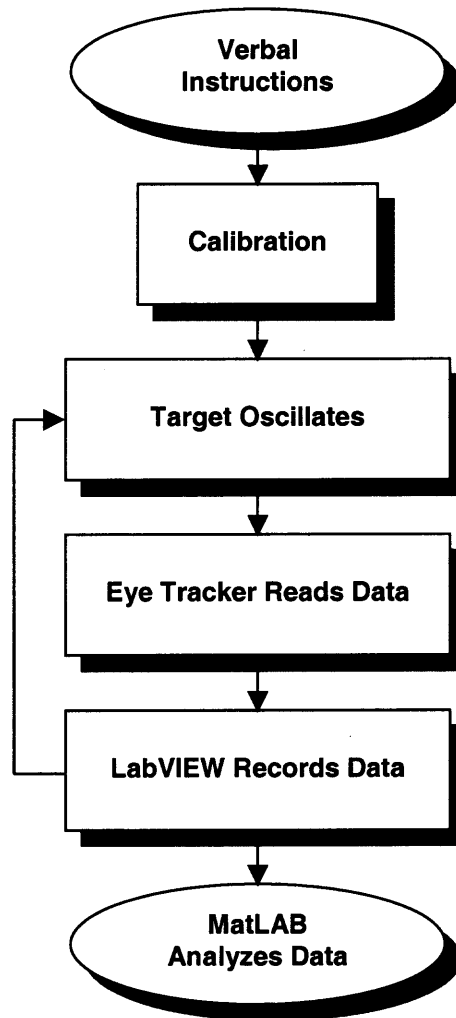 Verbal
Instructions
Calibration
Target Oscillates
Eye Tracker Reads Data
LabVIEW Records Data
MatLAB
Analyzes Data